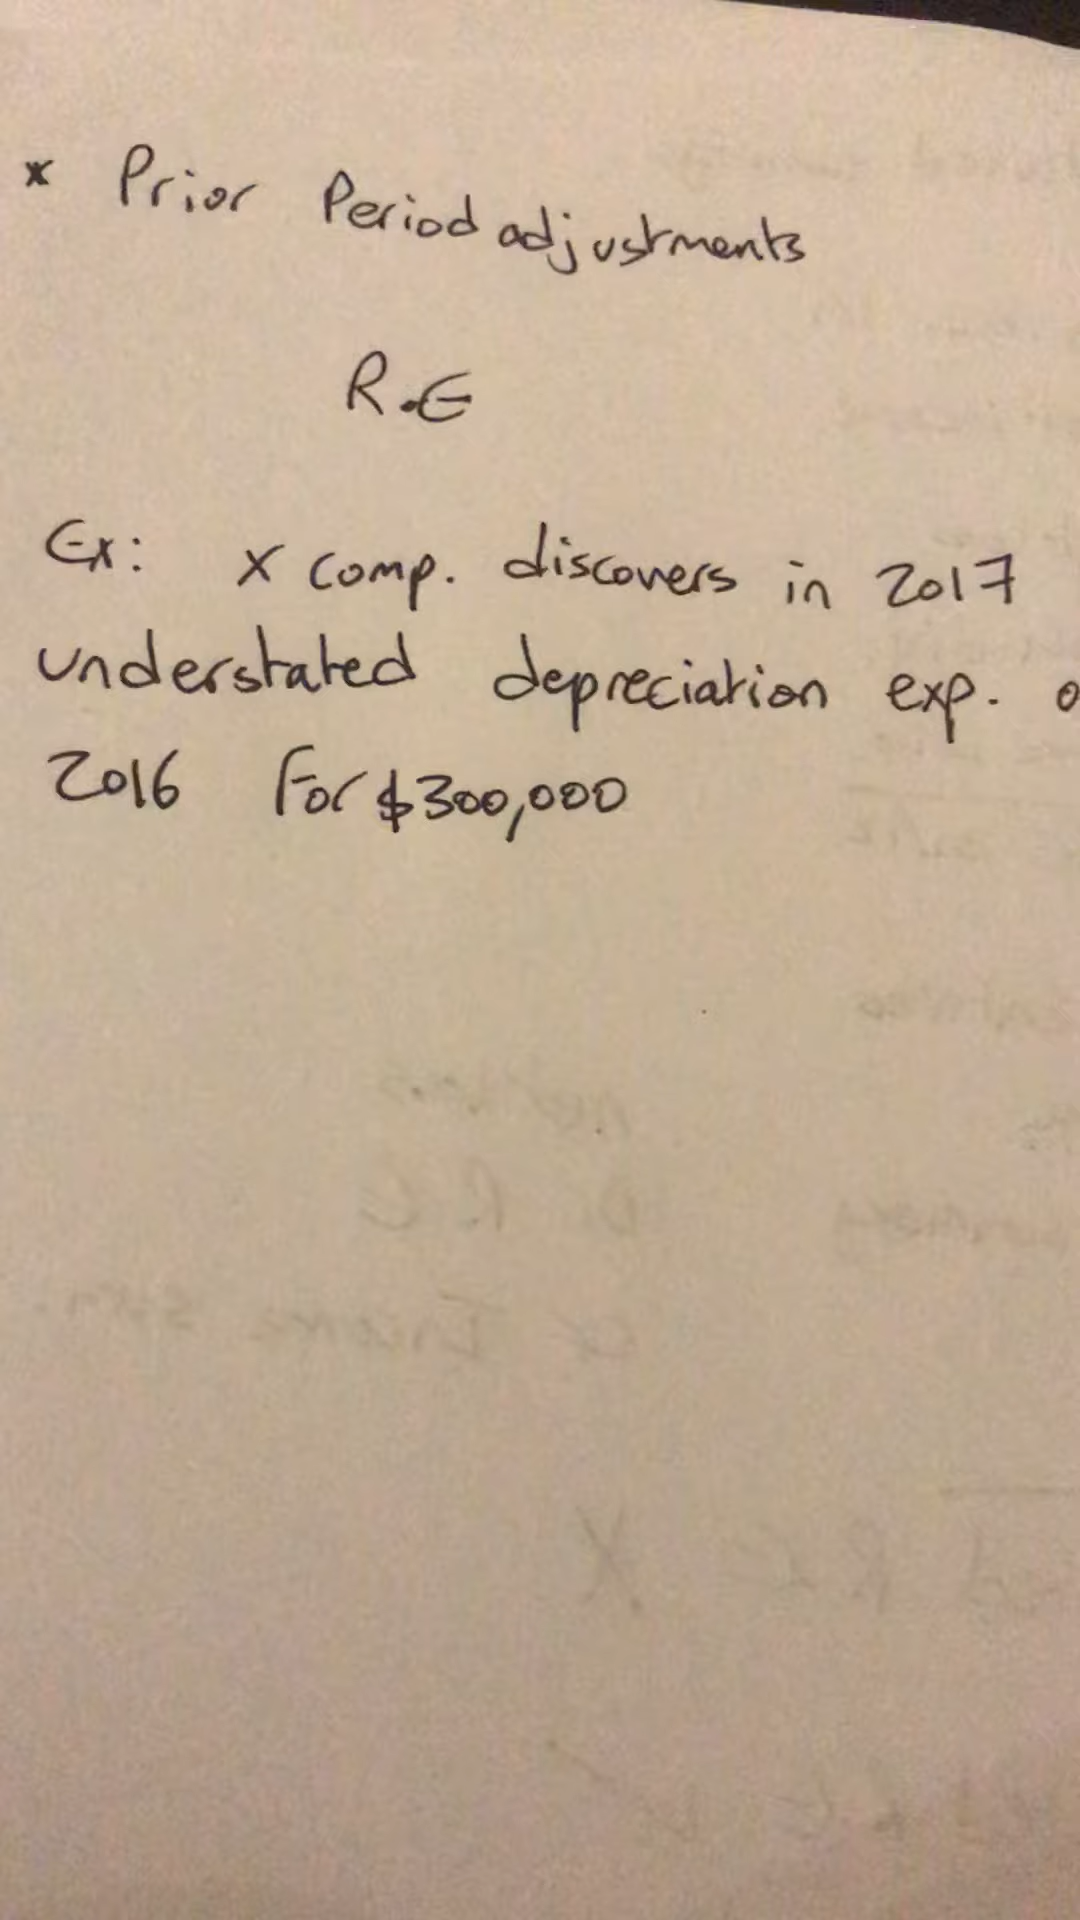 * Prior Period adjustments
R.E
Ex: X comp. discovers in 2017
understated depreciation exp. o
2016 For $300,000